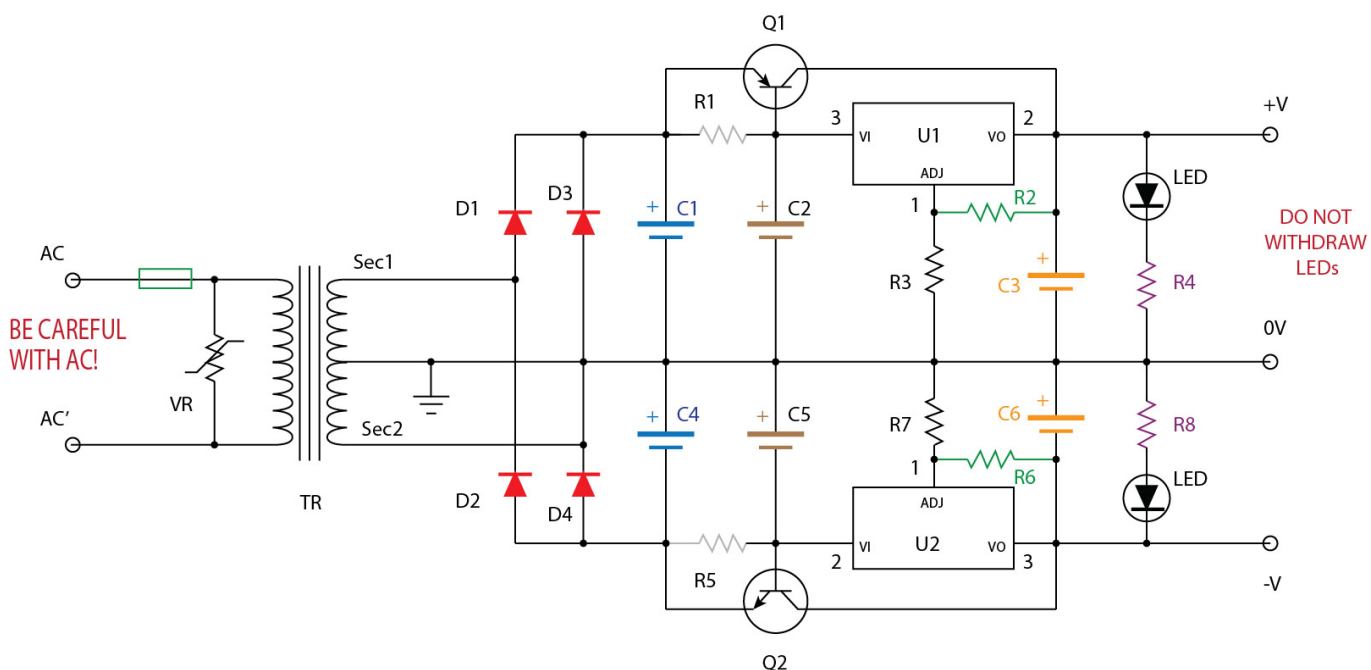 Q1
R1
3
VI
U1
VO
2
+V
ADJ
1
R2
LED
D1
D3
+
C1
+
C2
DO NOT
WITHDRAW
LEDs
AC
Sec1
R3
+
C3
R4
BE CAREFUL
WITH AC!
VR
0V
AC'
Sec2
+
C4
+
C5
R7
+
C6
R8
1
R6
TR
D2
D4
ADJ
LED
R5
VI
U2
VO
2
3
-V
Q2